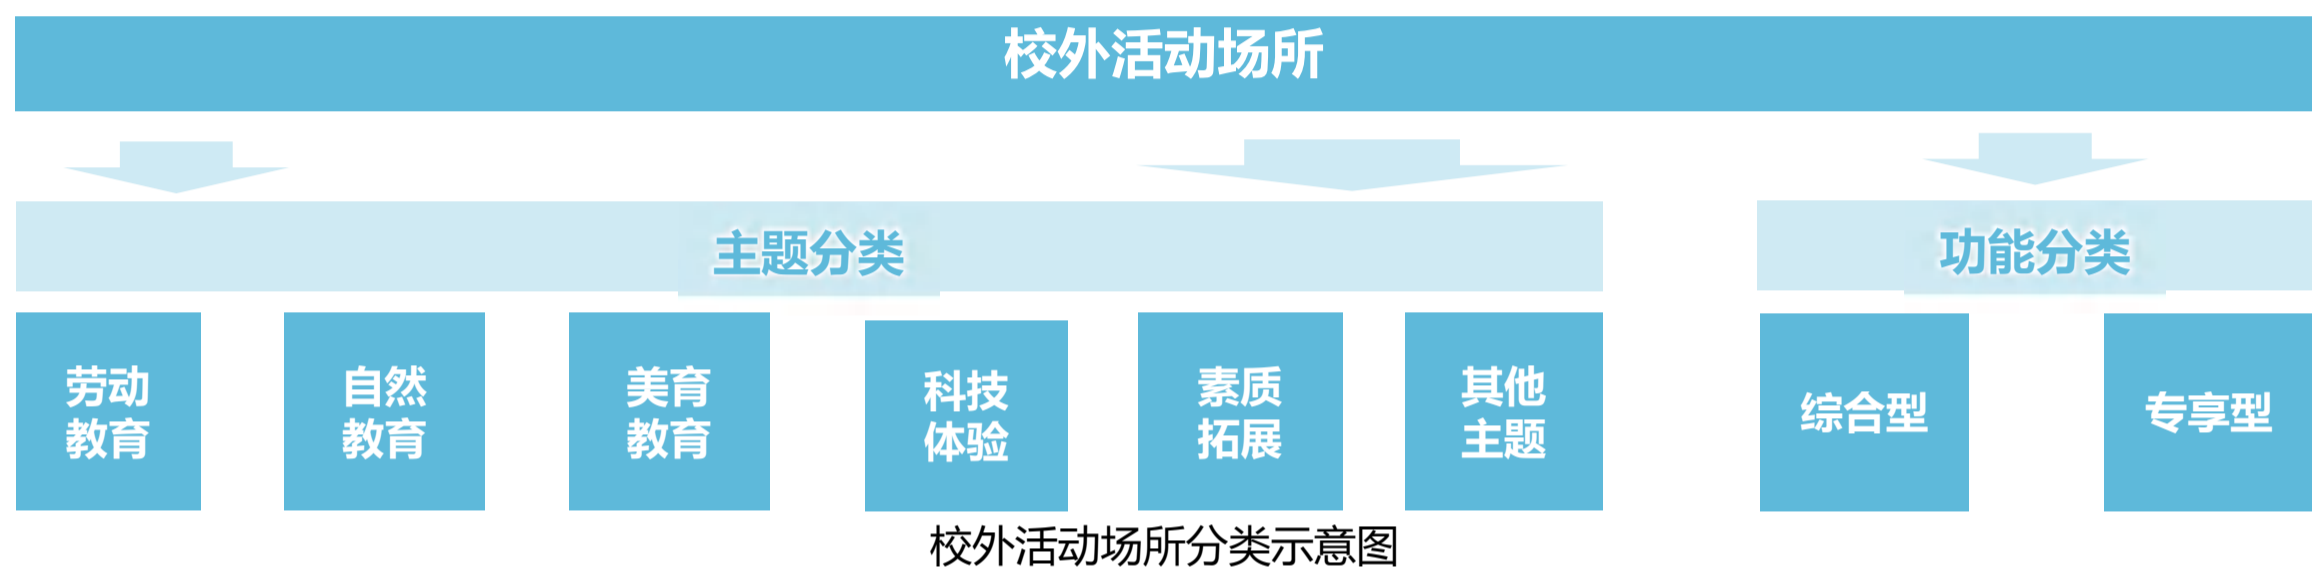 校外活动场所
主题分类
功能分类
劳动
教育
自然
教育
美育
教育
科技
体验
素质
拓展
其他
主题
综合型
专享型
校外活动场所分类示意图